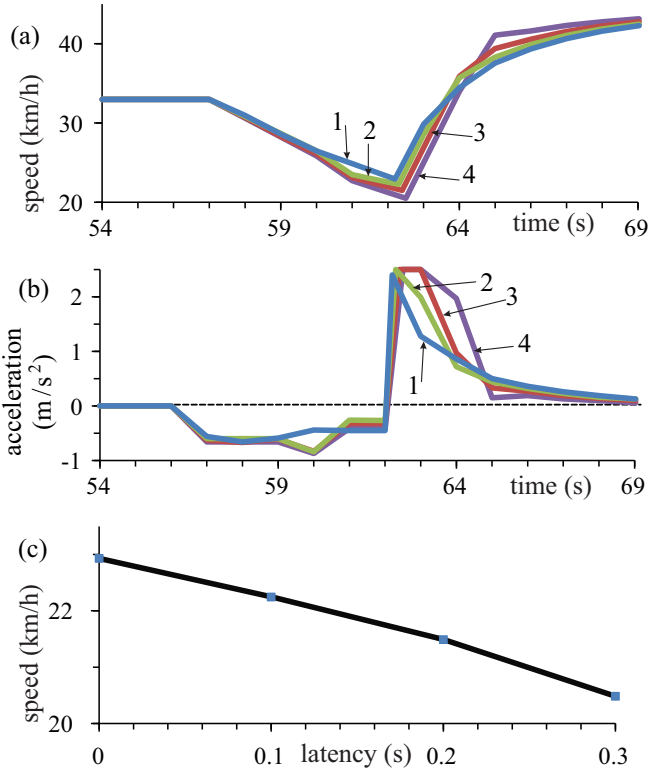 (a)
speed (km/h)
40
30
20
1
2
3
4
time (s)
54
59
64
69
(b)
acceleration
(m/s²)
2
1
0
-1
2
3
4
1
time (s)
54
59
64
69
(c)
speed (km/h)
22
20
0
0.1
latency (s)
0.2
0.3